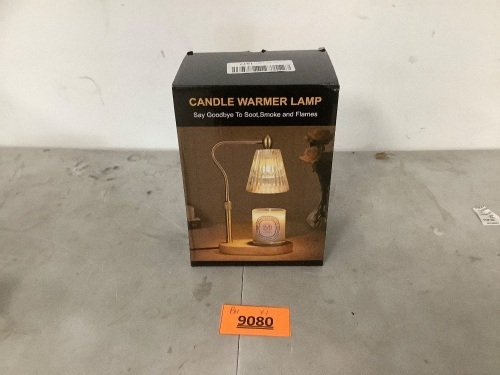 CANDLE WARMER LAMP
Say Goodbye To Soot,Smoke and Flames
9080